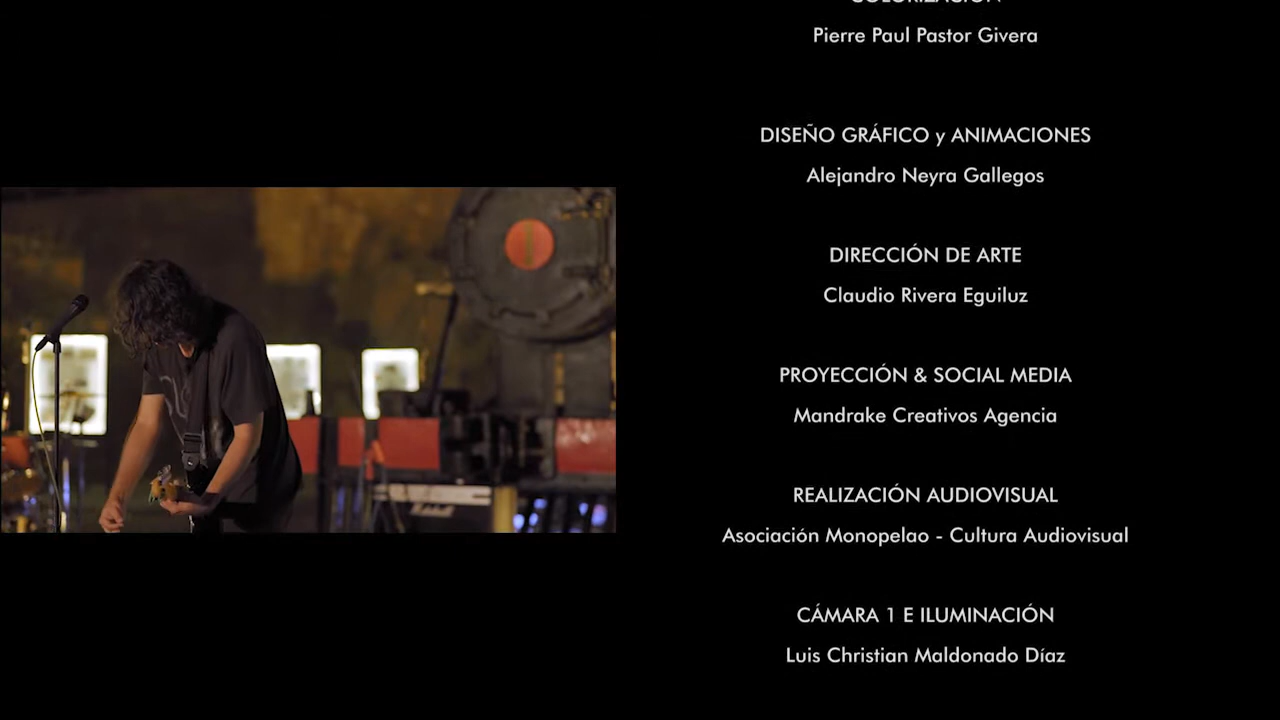 COLORIZACIÓN
Pierre Paul Pastor Givera
DISEÑO GRÁFICO y ANIMACIONES
Alejandro Neyra Gallegos
DIRECCIÓN DE ARTE
Claudio Rivera Eguiluz
PROYECCIÓN & SOCIAL MEDIA
Mandrake Creativos Agencia
REALIZACIÓN AUDIOVISUAL
Asociación Monopelao - Cultura Audiovisual
CÁMARA 1 E ILUMINACIÓN
Luis Christian Maldonado Díaz